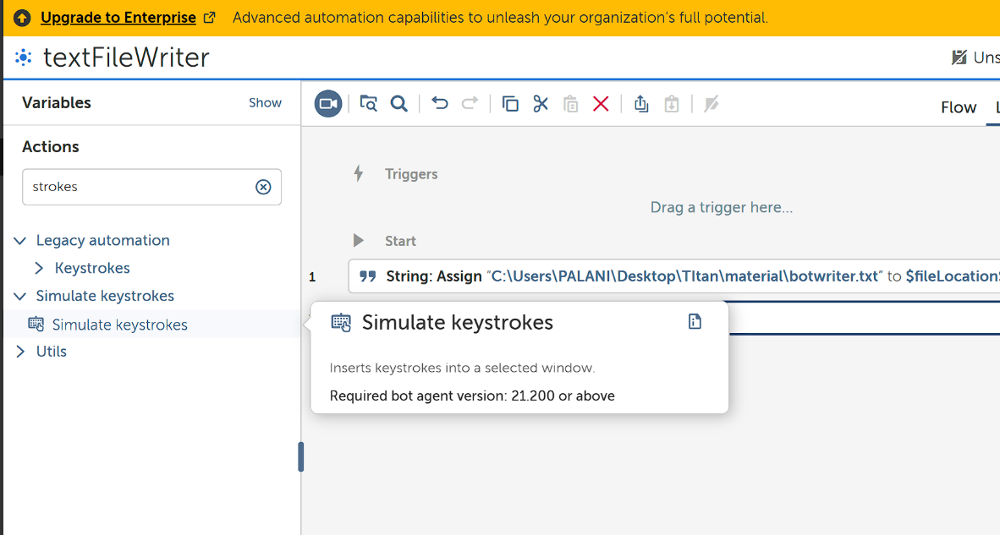 Upgrade to Enterprise Advanced automation capabilities to unleash your organization's full potential.
textFileWriter
Uns
Variables Show
Actions
strokes
Legacy automation
Keystrokes
Simulate keystrokes
Simulate keystrokes
Utils
Flow
Triggers
Drag a trigger here...
Start
1 String: Assign "C:\Users\PALANI\Desktop\TItan\material\botwriter.txt" to $fileLocation$
Simulate keystrokes
Inserts keystrokes into a selected window.
Required bot agent version: 21.200 or above